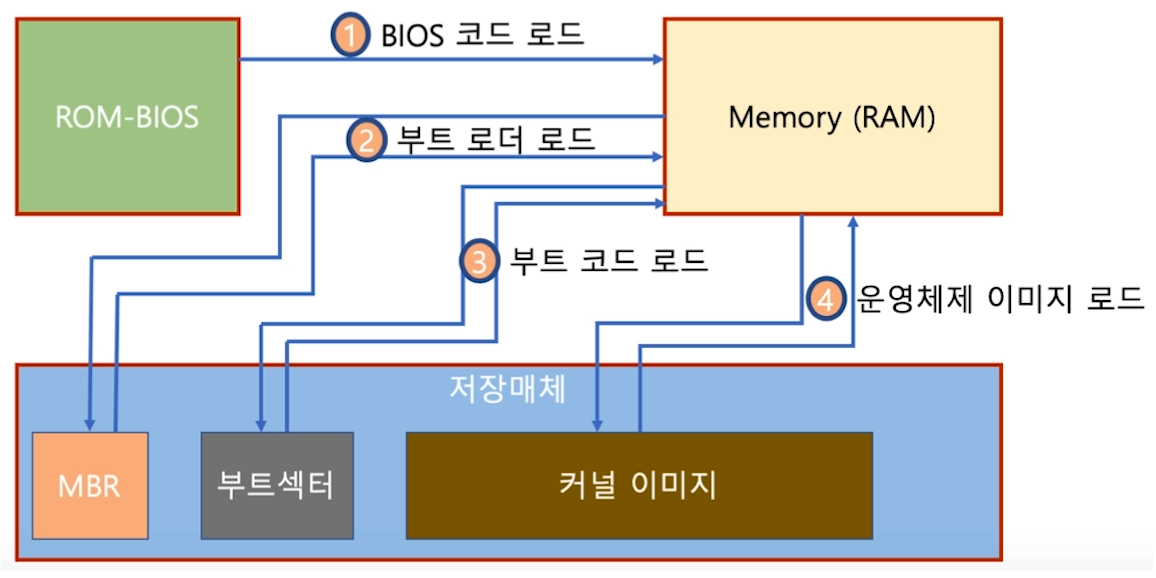 ① BIOS 코드 로드
ROM-BIOS
Memory (RAM)
② 부트 로더 로드
③ 부트 코드 로드
④ 운영체제 이미지 로드
저장매체
MBR
부트섹터
커널 이미지